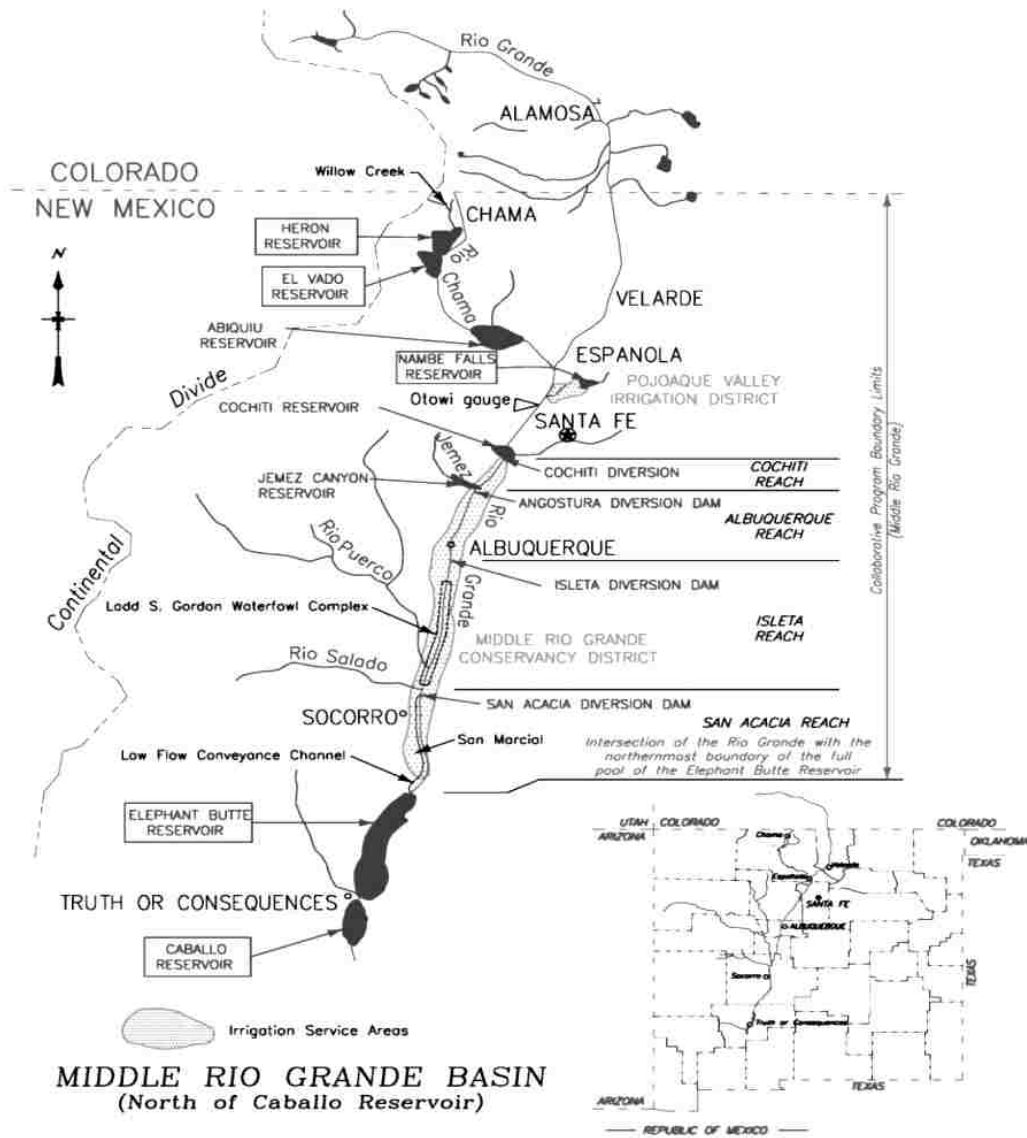 Rio Grande
ALAMOSA
COLORADO
NEW MEXICO
Willow Creek
CHAMA
HERON
RESERVOIR
EL VADO
RESERVOIR
Rio Chama
N
VELARDE
ABIQUIU
RESERVOIR
NAMBE FALLS
RESERVOIR
ESPANOLA
POJOAQUE VALLEY
IRRIGATION DISTRICT
Divide
Otowi gauge
COCHITI RESERVOIR
SANTA FE
Jemez
COCHITI DIVERSION
COCHITI
REACH
JEMEZ CANYON
RESERVOIR
ANGOSTURA DIVERSION DAM
Rio
ALBUQUERQUE
REACH
Rio Puerco
ALBUQUERQUE
ISLETA DIVERSION DAM
Grande
Continental
Ladd S. Gordon Waterfowl Complex
ISLETA
REACH
MIDDLE RIO GRANDE
CONSERVANCY DISTRICT
Rio Salado
SAN ACACIA DIVERSION DAM
SOCORRO
SAN ACACIA REACH
San Marcial
Intersection of the Rio Grande with the
northernmost boundary of the full
pool of the Elephant Butte Reservoir
Low Flow Conveyance Channel
Collaborative Program Boundary Limits
(Middle Rio Grande)
ELEPHANT BUTTE
RESERVOIR
TRUTH OR CONSEQUENCES
CABALLO
RESERVOIR
Irrigation Service Areas
MIDDLE RIO GRANDE BASIN
(North of Caballo Reservoir)
UTAH COLORADO
ARIZONA
COLORADO
OKLAHOMA
TEXAS
Chama
Velarde
Española
SANTA FE
ALBUQUERQUE
Socorro
TEXAS
Truth or Consequences
TEXAS
ARIZONA
REPUBLIC OF MEXICO